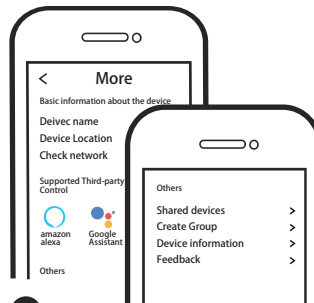 <
More
Basic information about the device
Deivec name
Device Location
Check network
Supported Third-party
Control
amazon
alexa
Google
Assistant
Others
Others
Shared devices >
Create Group >
Device information >
Feedback >